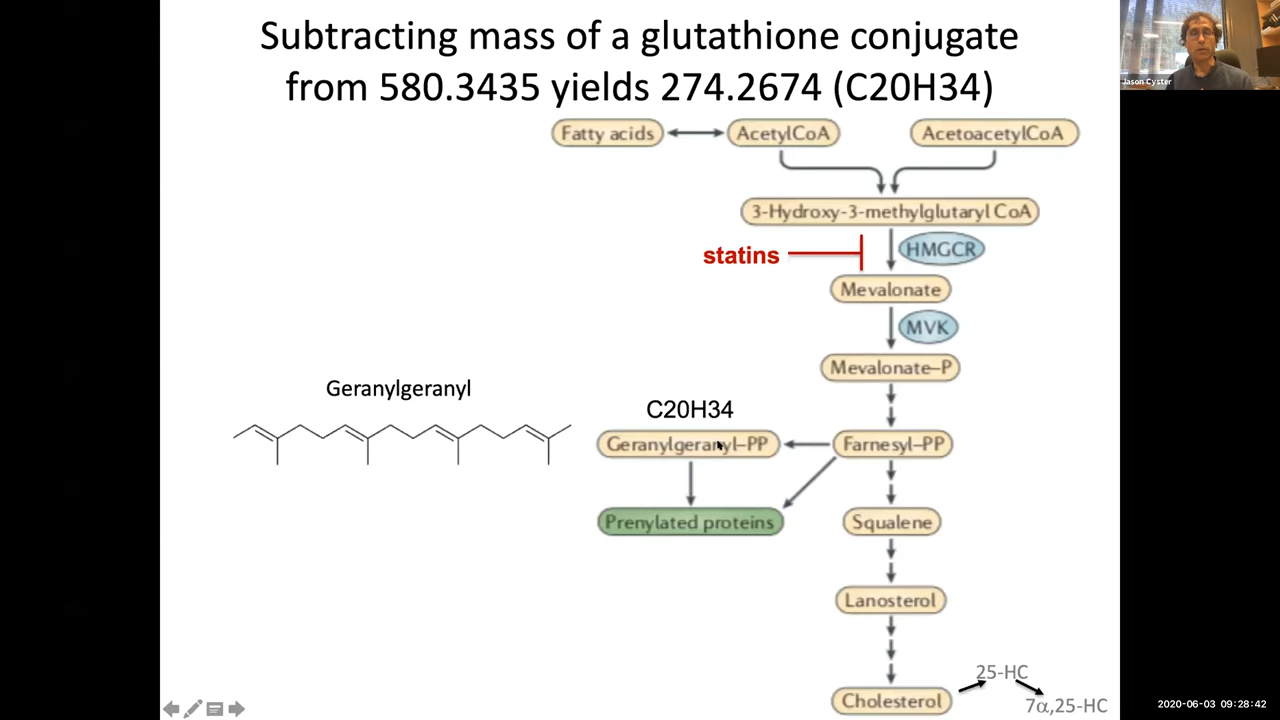 Subtracting mass of a glutathione conjugate
from 580.3435 yields 274.2674 (C20H34)
Jason Cyster
Fatty acids
AcetylCoA
AcetoacetylCoA
3-Hydroxy-3-methylglutaryl CoA
statins
HMGCR
Mevalonate
MVK
Mevalonate–P
Geranylgeranyl
C20H34
Geranylgeranyl–PP
Farnesyl–PP
Prenylated proteins
Squalene
Lanosterol
25-HC
Cholesterol
7α,25-HC
2020-06-03 09:28:42